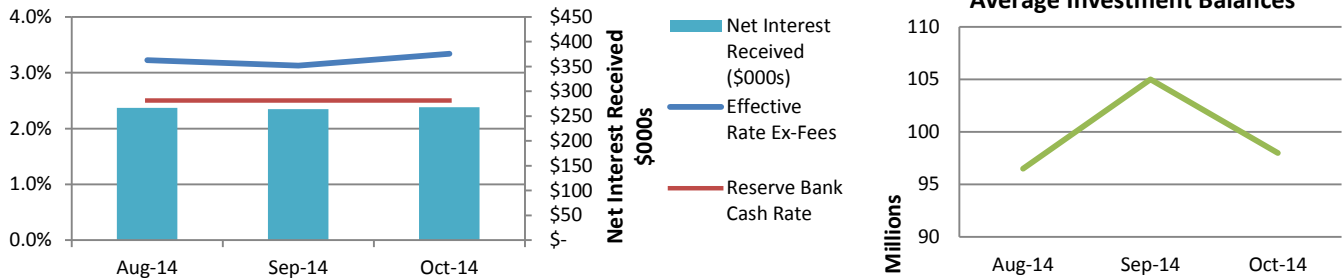 4.0%
3.0%
2.0%
1.0%
0.0%
Aug-14 Sep-14 Oct-14
$450
$400
$350
$300
$250
$200
$150
$100
$50
$-
Net Interest Received
$000s
Net Interest
Received
($000s)
Effective
Rate Ex-Fees
Reserve Bank
Cash Rate
Average Investment Balances
110
105
100
95
90
Millions
Aug-14 Sep-14 Oct-14